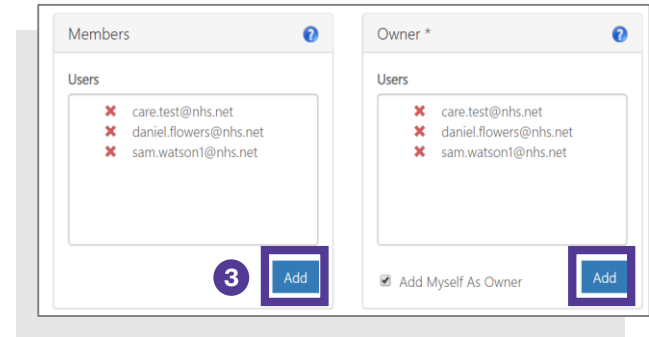 Members
Users
care.test@nhs.net
daniel.flowers@nhs.net
sam.watson1@nhs.net
3
Add
Owner *
Users
care.test@nhs.net
daniel.flowers@nhs.net
sam.watson1@nhs.net
Add Myself As Owner
Add